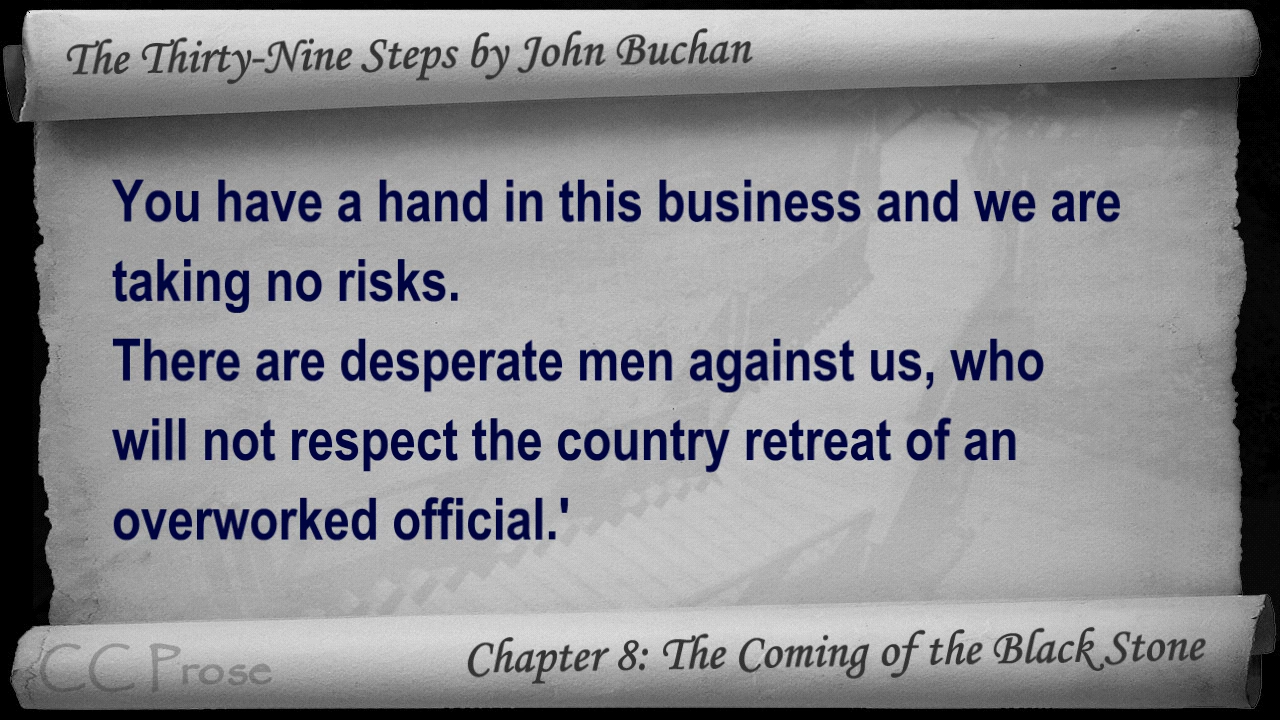 The Thirty-Nine Steps by John Buchan
You have a hand in this business and we are
taking no risks.
There are desperate men against us, who
will not respect the country retreat of an
overworked official.'
CC Prose
Chapter 8: The Coming of the Black Stone